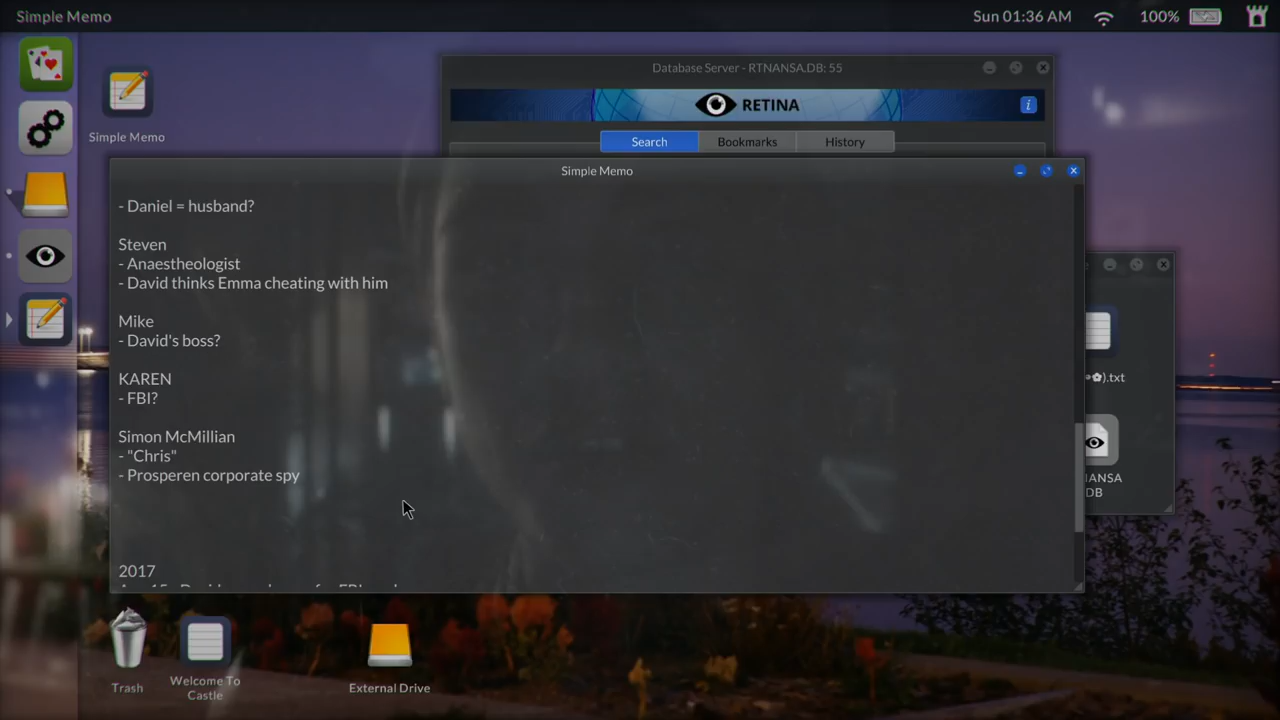 Simple Memo
Sun 01:36 AM
100%
Simple Memo
Database Server - RTNANSA.DB: 55
RETINA
i
Search
Bookmarks
History
Simple Memo
- Daniel = husband?
Steven
- Anaestheologist
- David thinks Emma cheating with him
Mike
- David's boss?
KAREN
- FBI?
Simon McMillian
- "Chris"
- Prosperen corporate spy
2017
).txt
DB
Trash
Welcome To
Castle
External Drive